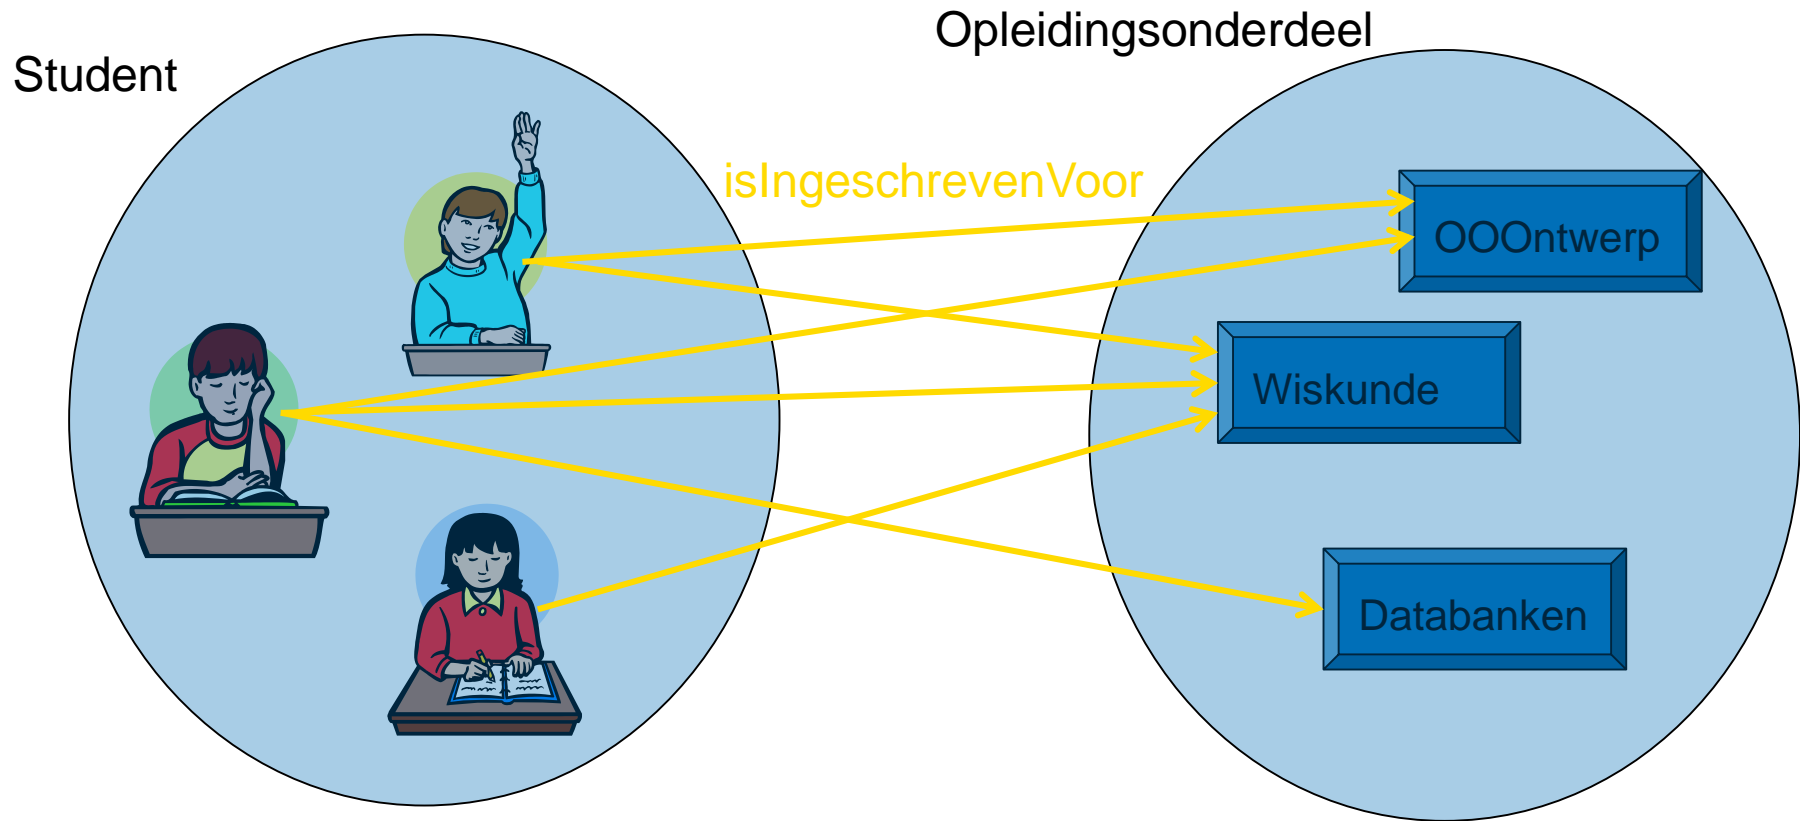 Opleidingsonderdeel
Student
isIngeschrevenVoor
OOOntwerp
Wiskunde
Databanken